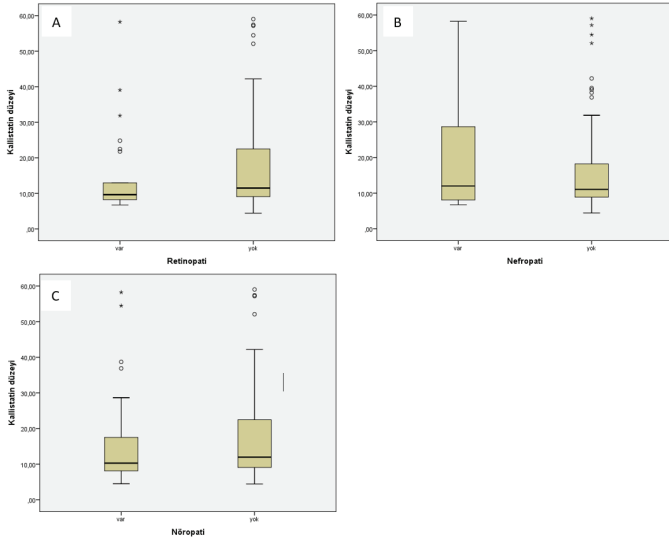 A
Kallistatin düzeyi
60,00
50,00
40,00
30,00
20,00
10,00
,00
var
yok
Retinopati
B
Kallistatin düzeyi
60,00
50,00
40,00
30,00
20,00
10,00
,00
var
yok
Nefropati
C
Kallistatin düzeyi
60,00
50,00
40,00
30,00
20,00
10,00
,00
var
yok
Nöropati